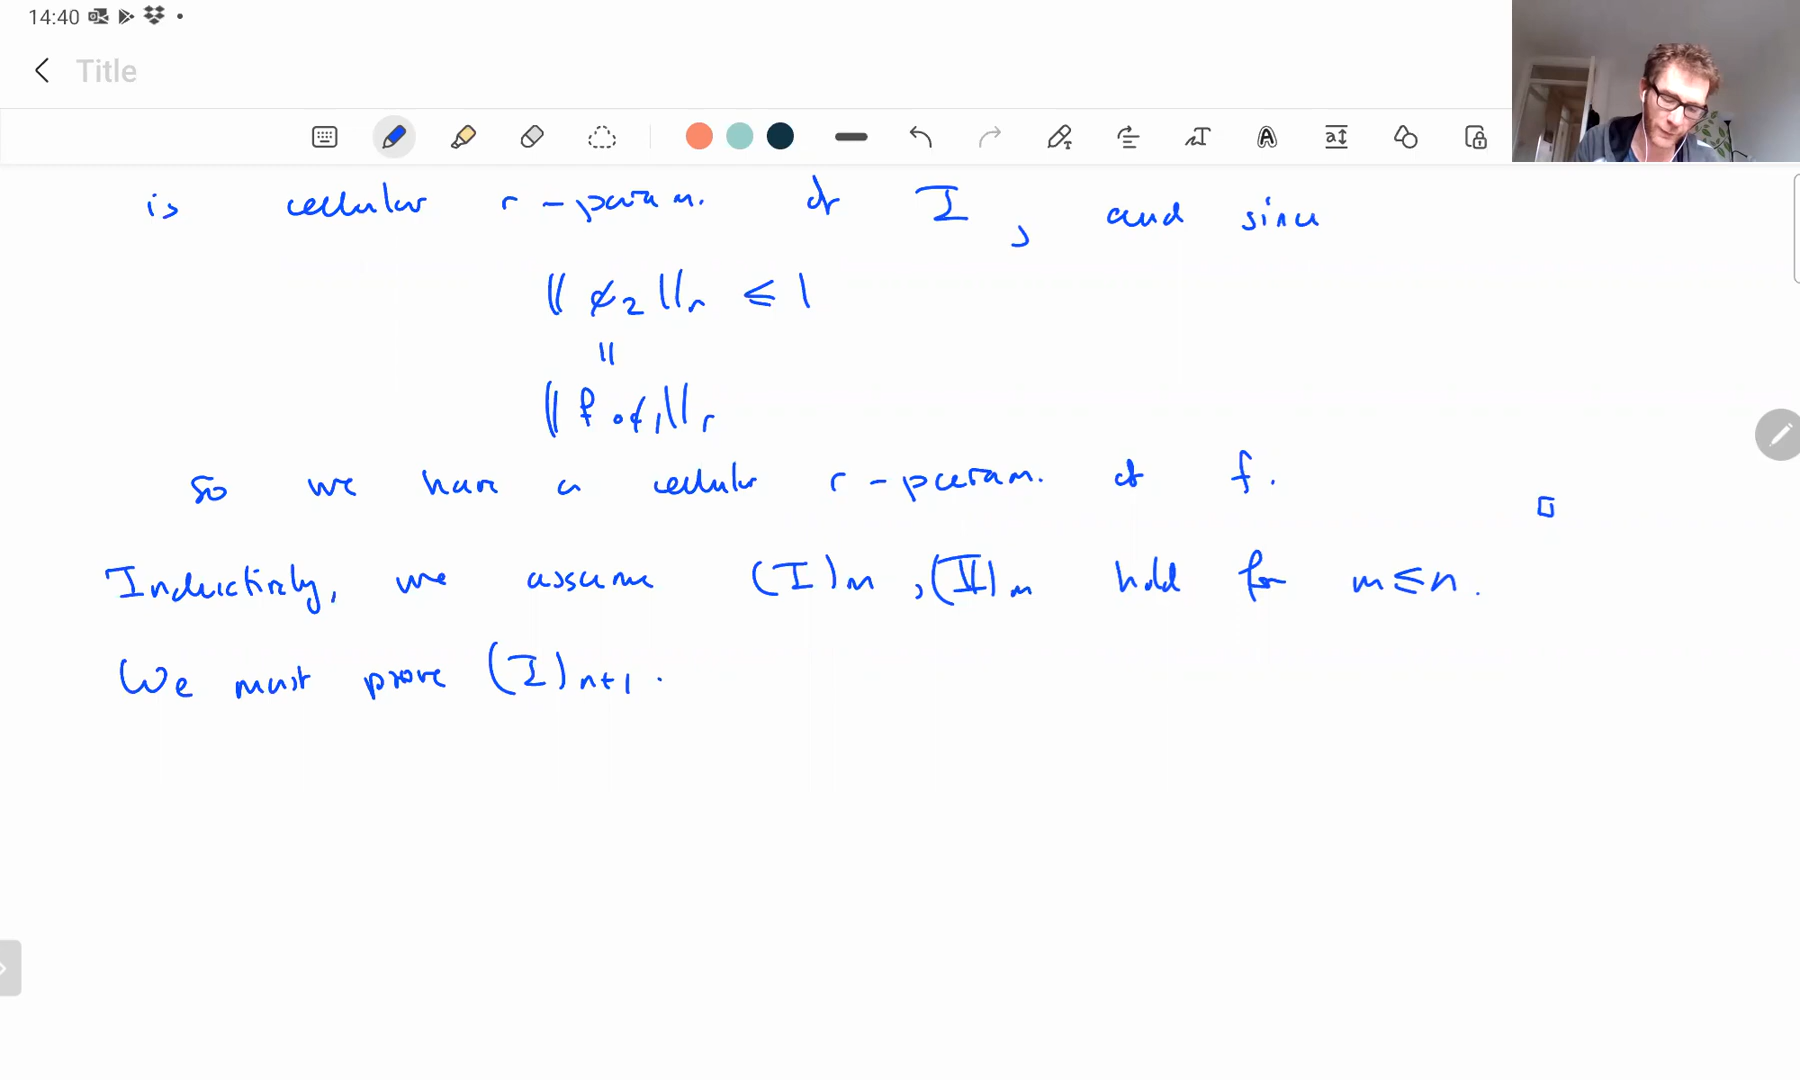 14:40
Title
is cellular r-param. of I, and since
‖ϕ₂‖ᵣ ≤ 1
||
‖f∘ϕ₁‖ᵣ
so we have a cellular r-param. of f. □
Inductively, we assume (I)ₘ, (II)ₘ hold for m≤n.
We must prove (I)ₙ₊₁.